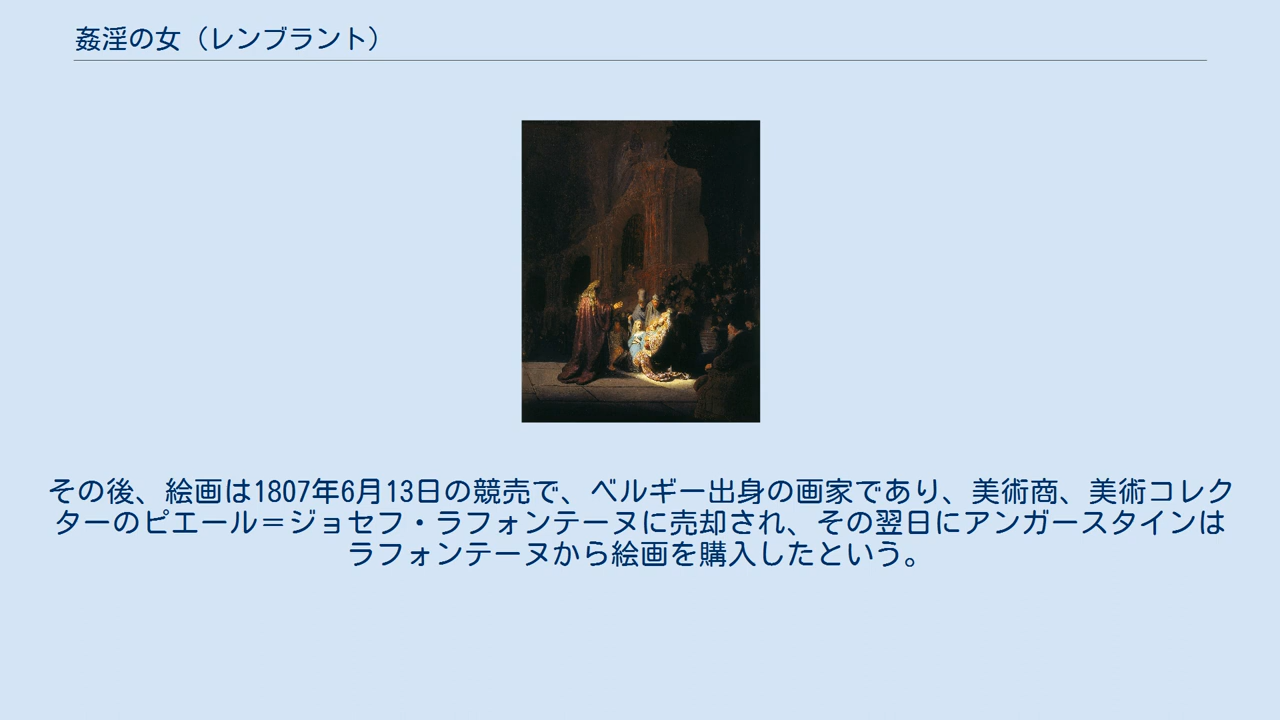 姦淫の女（レンブラント）
その後、絵画は1807年6月13日の競売で、ベルギー出身の画家であり、美術商、美術コレク
ターのピエール＝ジョセフ・ラフォンテーヌに売却され、その翌日にアンガースタインは
ラフォンテーヌから絵画を購入したという。